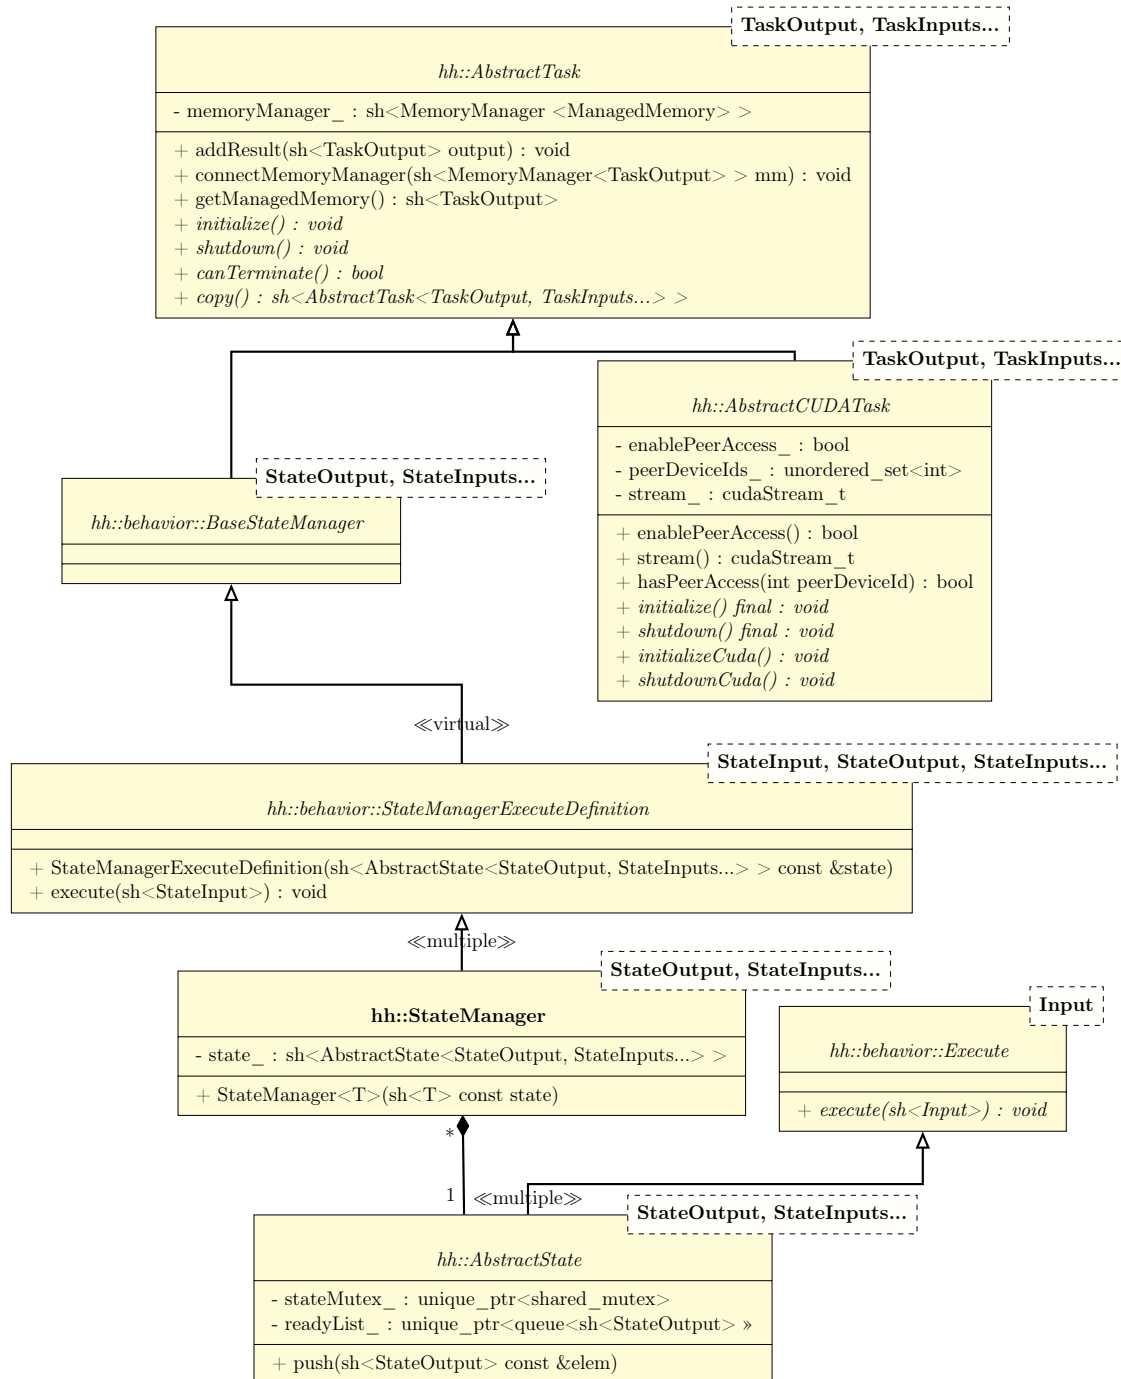 TaskOutput, TaskInputs...
hh::AbstractTask
- memoryManager_ : sh<MemoryManager <ManagedMemory> >
+ addResult(sh<TaskOutput> output) : void
+ connectMemoryManager(sh<MemoryManager<TaskOutput> > mm) : void
+ getManagedMemory() : sh<TaskOutput>
+ initialize() : void
+ shutdown() : void
+ canTerminate() : bool
+ copy() : sh<AbstractTask<TaskOutput, TaskInputs...> >
TaskOutput, TaskInputs...
hh::AbstractCUDATask
- enablePeerAccess_ : bool
- peerDeviceIds_ : unordered_set<int>
- stream_ : cudaStream_t
+ enablePeerAccess() : bool
+ stream() : cudaStream_t
+ hasPeerAccess(int peerDeviceId) : bool
+ initialize() final : void
+ shutdown() final : void
+ initializeCuda() : void
+ shutdownCuda() : void
StateOutput, StateInputs...
hh::behavior::BaseStateManager
≪virtual≫
StateInput, StateOutput, StateInputs...
hh::behavior::StateManagerExecuteDefinition
+ StateManagerExecuteDefinition(sh<AbstractState<StateOutput, StateInputs...> > const &state)
+ execute(sh<StateInput>) : void
≪multiple≫
StateOutput, StateInputs...
hh::StateManager
- state_ : sh<AbstractState<StateOutput, StateInputs...> >
+ StateManager<T>(sh<T> const state)
Input
hh::behavior::Execute
+ execute(sh<Input>) : void
*
1
≪multiple≫
StateOutput, StateInputs...
hh::AbstractState
- stateMutex_ : unique_ptr<shared_mutex>
- readyList_ : unique_ptr<queue<sh<StateOutput> »
+ push(sh<StateOutput> const &elem)